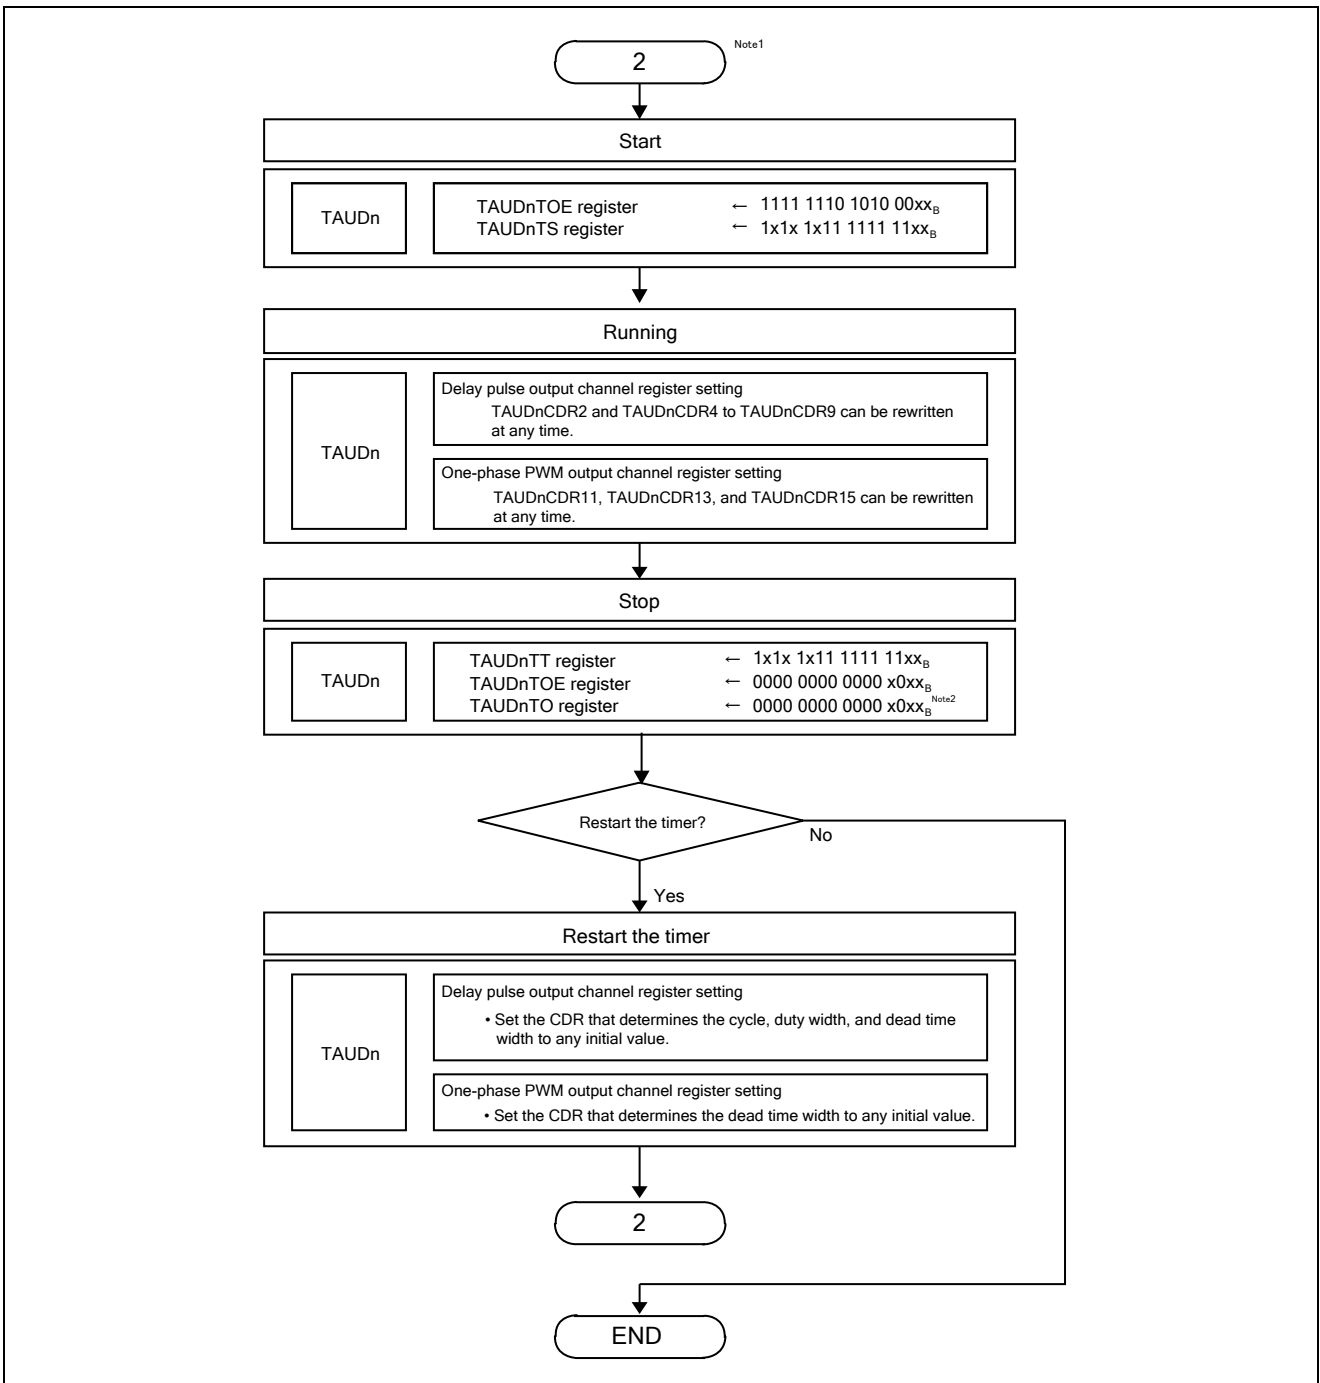 2 Note1
Start
TAUDn
TAUDnTOE register ← 1111 1110 1010 00xxB
TAUDnTS register ← 1x1x 1x11 1111 11xxB
Running
TAUDn
Delay pulse output channel register setting
TAUDnCDR2 and TAUDnCDR4 to TAUDnCDR9 can be rewritten
at any time.
One-phase PWM output channel register setting
TAUDnCDR11, TAUDnCDR13, and TAUDnCDR15 can be rewritten
at any time.
Stop
TAUDn
TAUDnTT register ← 1x1x 1x11 1111 11xxB
TAUDnTOE register ← 0000 0000 0000 x0xxB
TAUDnTO register ← 0000 0000 0000 x0xxB Note2
Restart the timer?
No
Yes
Restart the timer
TAUDn
Delay pulse output channel register setting
• Set the CDR that determines the cycle, duty width, and dead time
width to any initial value.
One-phase PWM output channel register setting
• Set the CDR that determines the dead time width to any initial value.
2
END